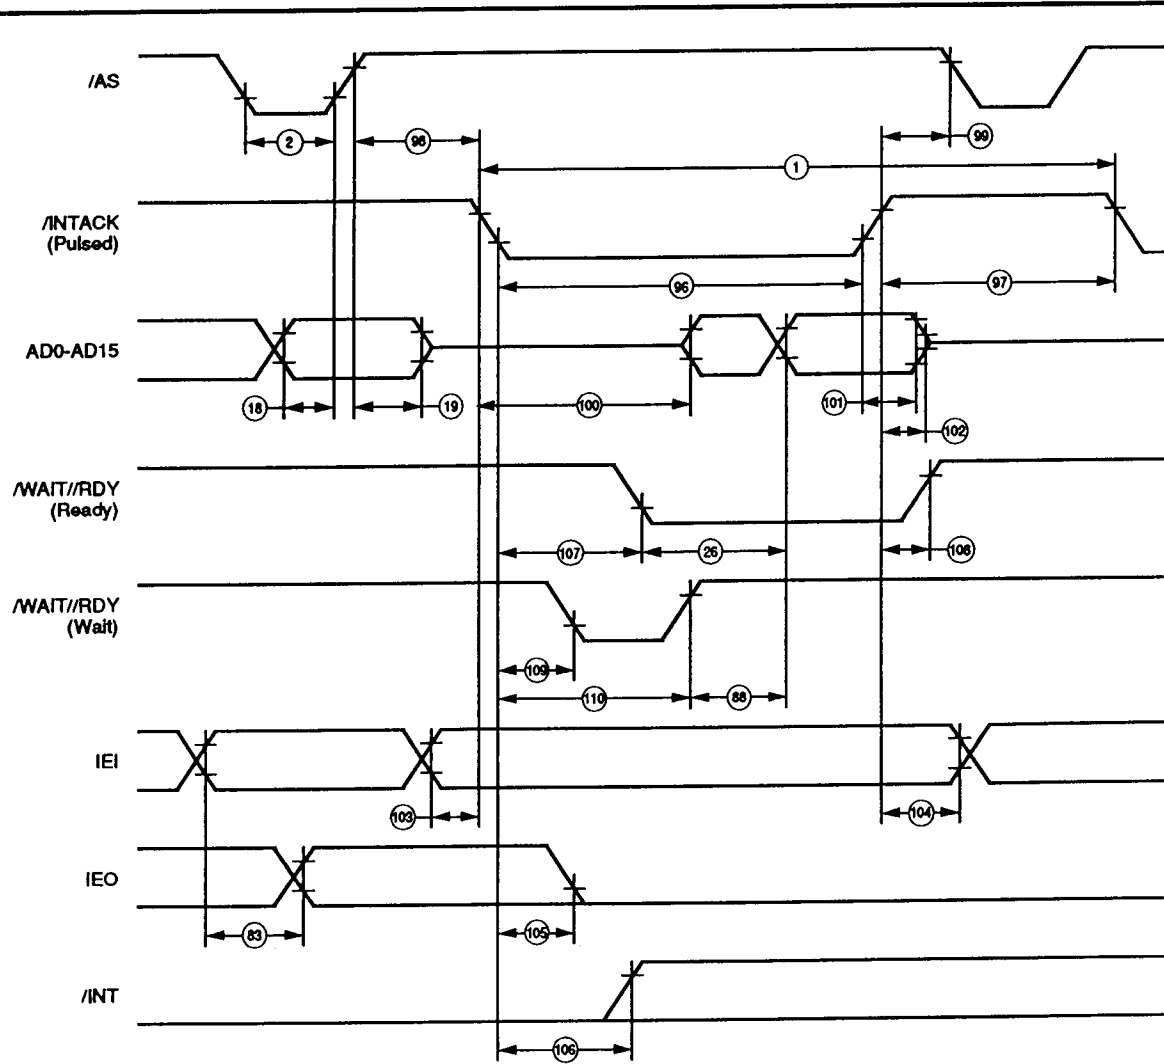 /AS
2
98
99
1
/INTACK
(Pulsed)
96
97
AD0-AD15
18
19
100
101
102
/WAIT//RDY
(Ready)
107
26
108
/WAIT//RDY
(Wait)
109
110
88
IEI
103
104
IEO
83
105
/INT
106